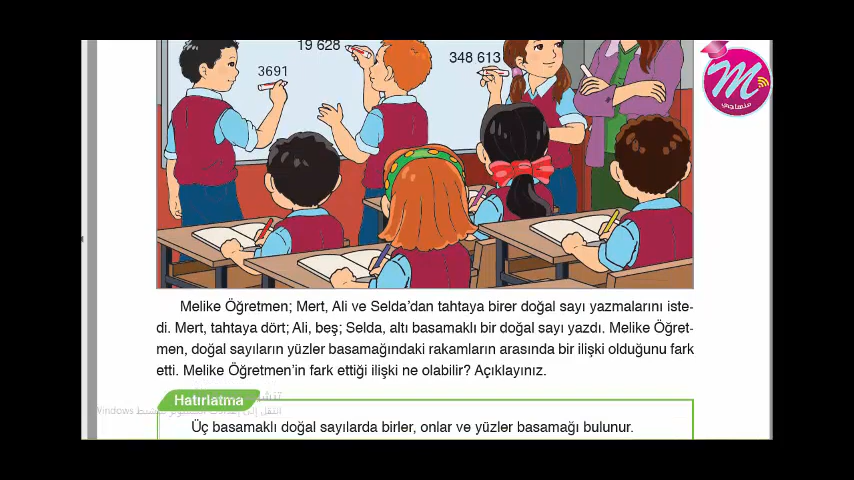 19 628
348 613
3691
منهاجي
Melike Öğretmen; Mert, Ali ve Selda'dan tahtaya birer doğal sayı yazmalarını iste-
di. Mert, tahtaya dört; Ali, beş; Selda, altı basamaklı bir doğal sayı yazdı. Melike Öğret-
men, doğal sayıların yüzler basamağındaki rakamların arasında bir ilişki olduğunu fark
etti. Melike Öğretmen'in fark ettiği ilişki ne olabilir? Açıklayınız.
Hatırlatma
Üç basamaklı doğal sayılarda birler, onlar ve yüzler basamağı bulunur.